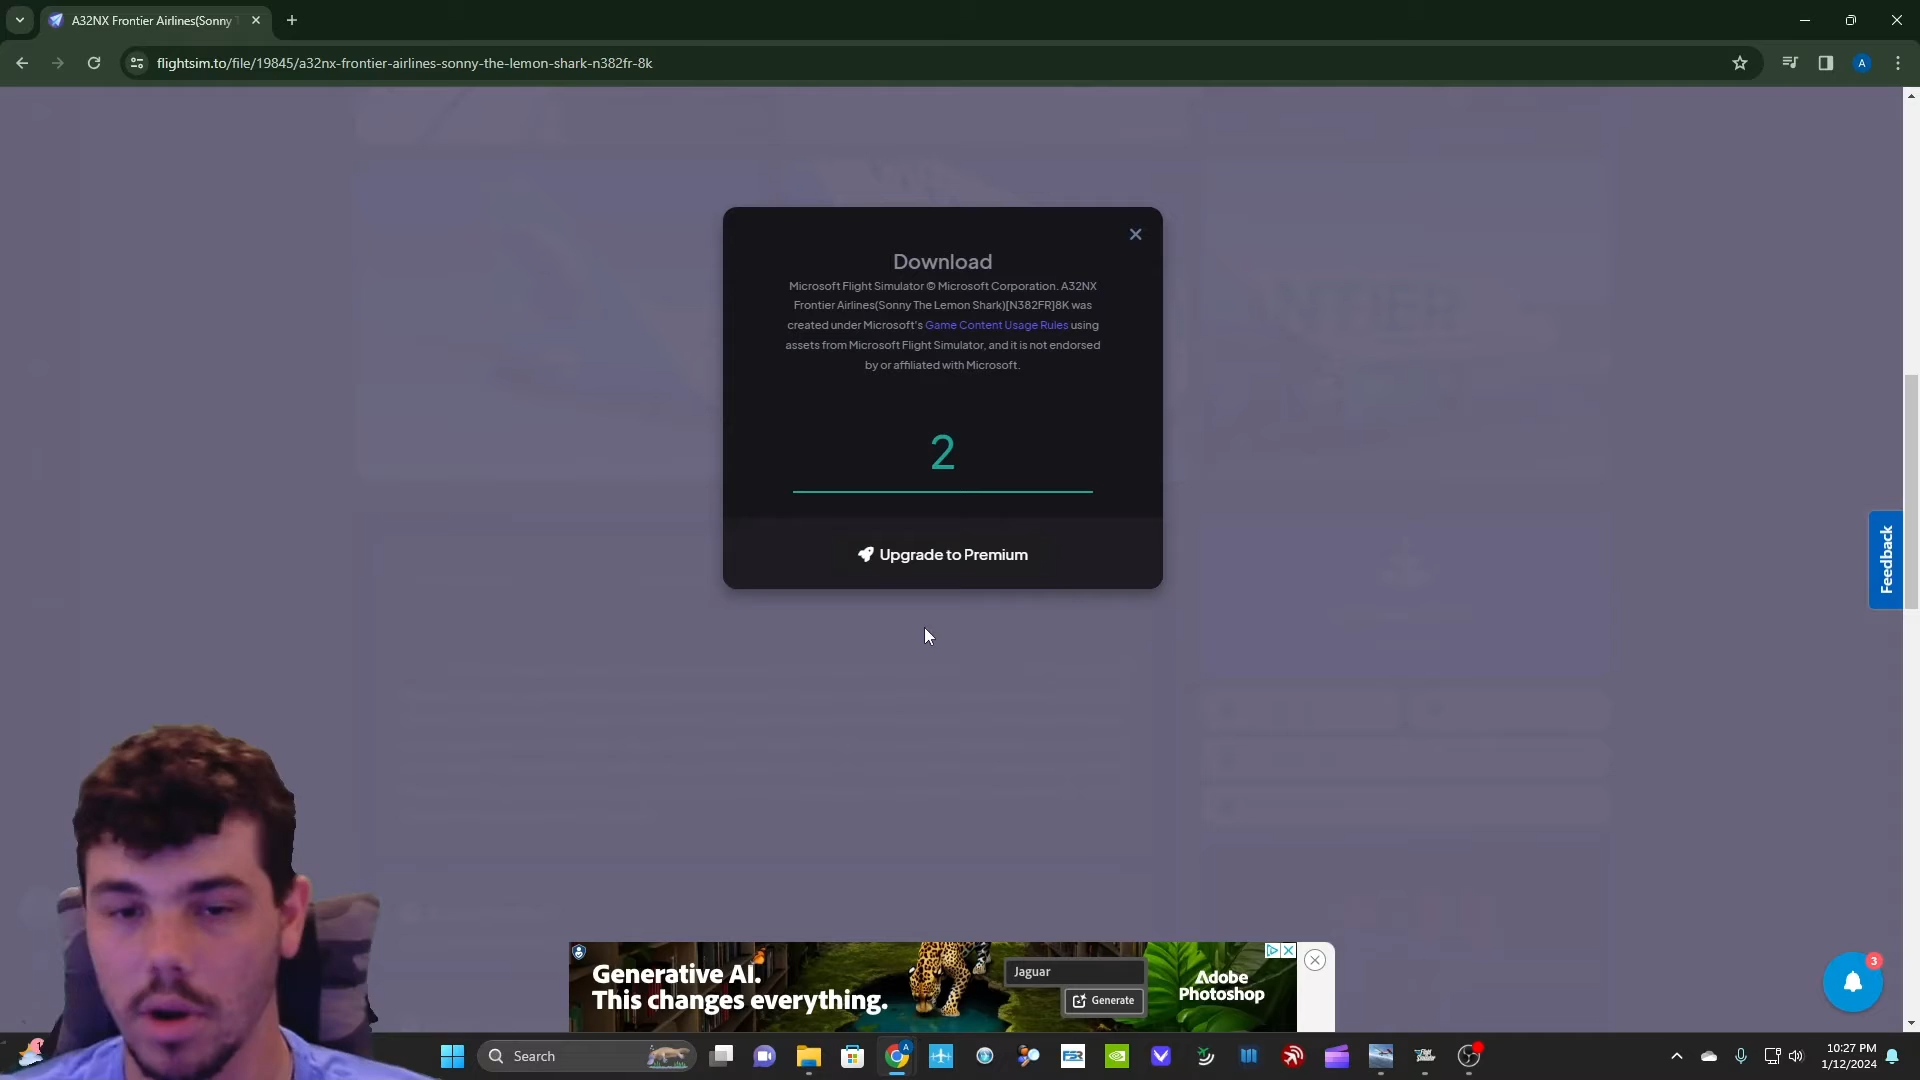 A32NX Frontier Airlines(Sonny
flightsim.to/file/19845/a32nx-frontier-airlines-sonny-the-lemon-shark-n382fr-8k
A
Download
Microsoft Flight Simulator © Microsoft Corporation. A32NX
Frontier Airlines(Sonny The Lemon Shark)[N382FR]8K was
created under Microsoft's Game Content Usage Rules using
assets from Microsoft Flight Simulator, and it is not endorsed
by or affiliated with Microsoft.
2
Upgrade to Premium
Feedback
3
Generative AI.
This changes everything.
Jaguar
Generate
Adobe
Photoshop
Search
A
10:27 PM
1/12/2024